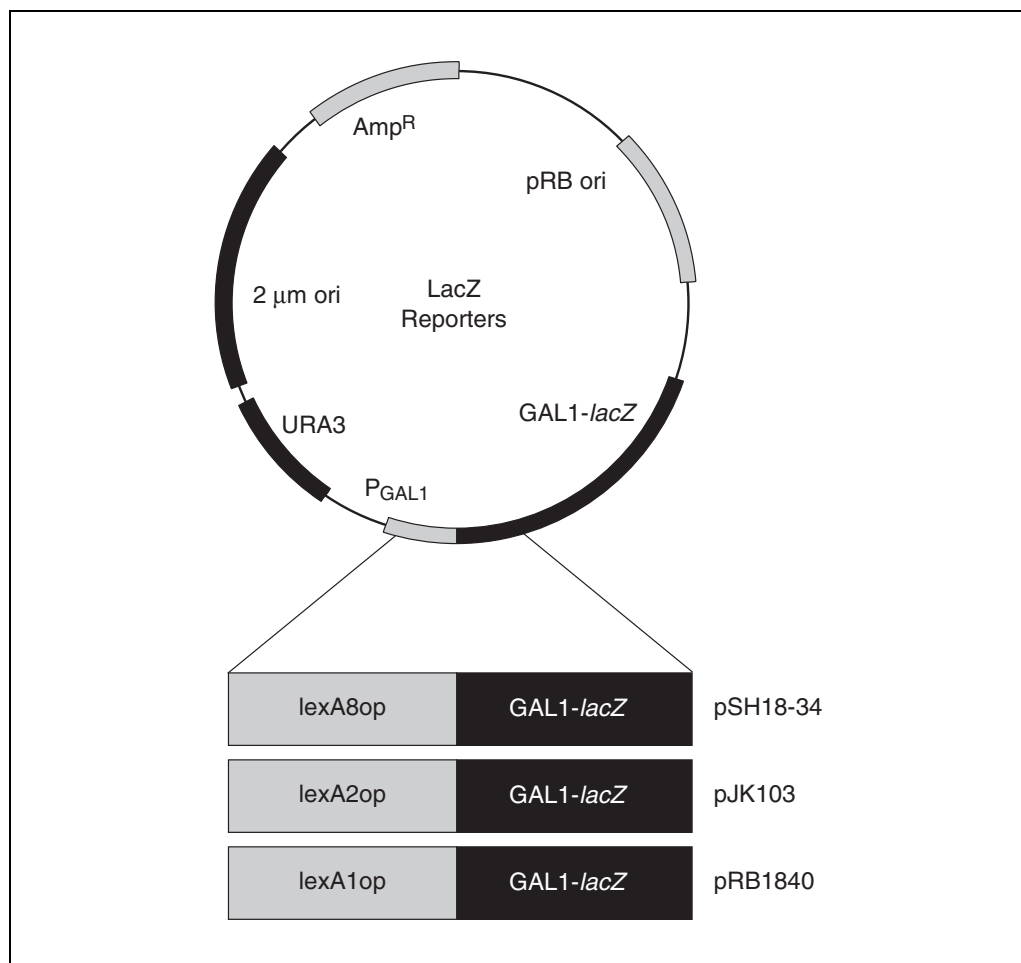 Amp^R
pRB ori
2 µm ori
LacZ
Reporters
GAL1-lacZ
URA3
P_GAL1
lexA8op GAL1-lacZ pSH18-34
lexA2op GAL1-lacZ pJK103
lexA1op GAL1-lacZ pRB1840